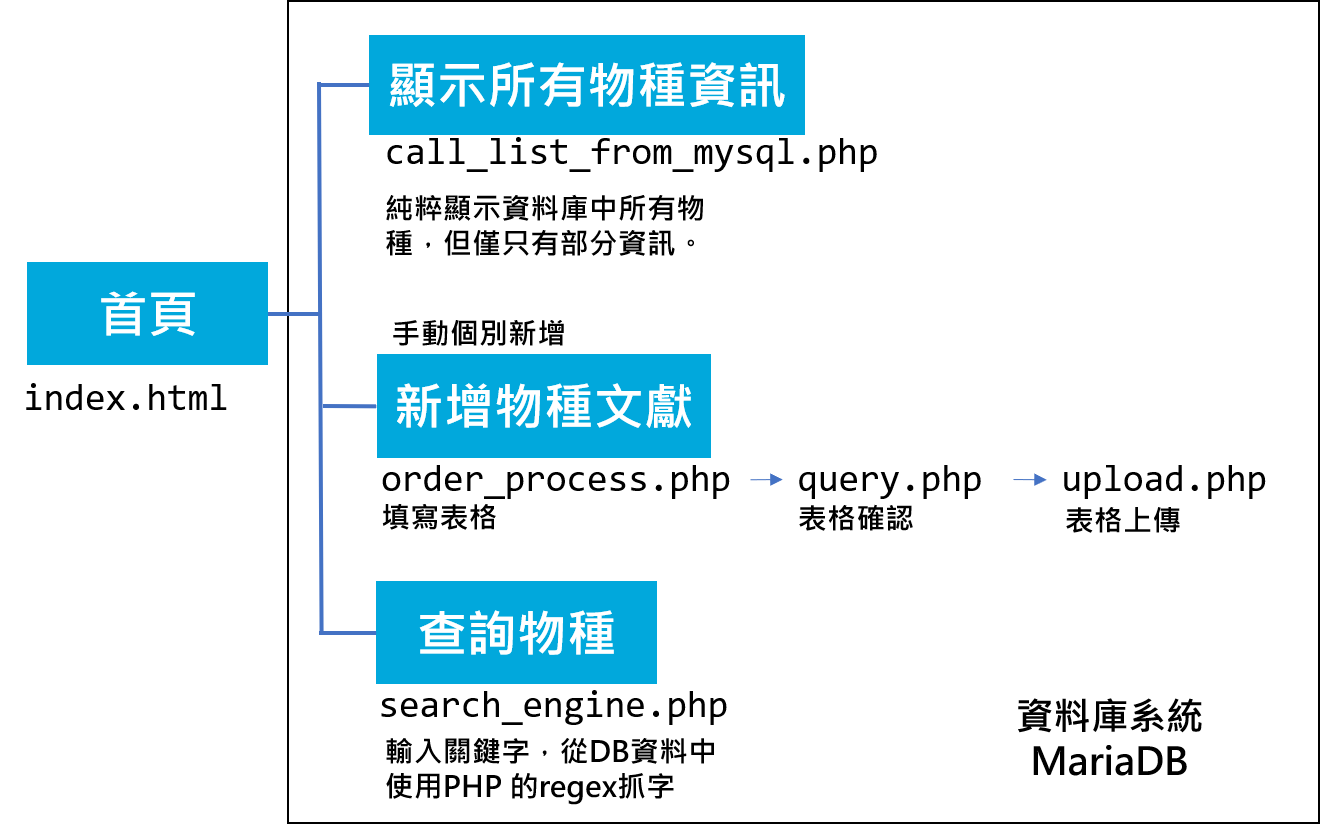 顯示所有物種資訊
call_list_from_mysql.php
純粹顯示資料庫中所有物
種，但僅只有部分資訊。
首頁
index.html
手動個別新增
新增物種文獻
order_process.php
填寫表格
query.php
表格確認
upload.php
表格上傳
查詢物種
search_engine.php
輸入關鍵字，從DB資料中
使用PHP 的regex抓字
資料庫系統
MariaDB